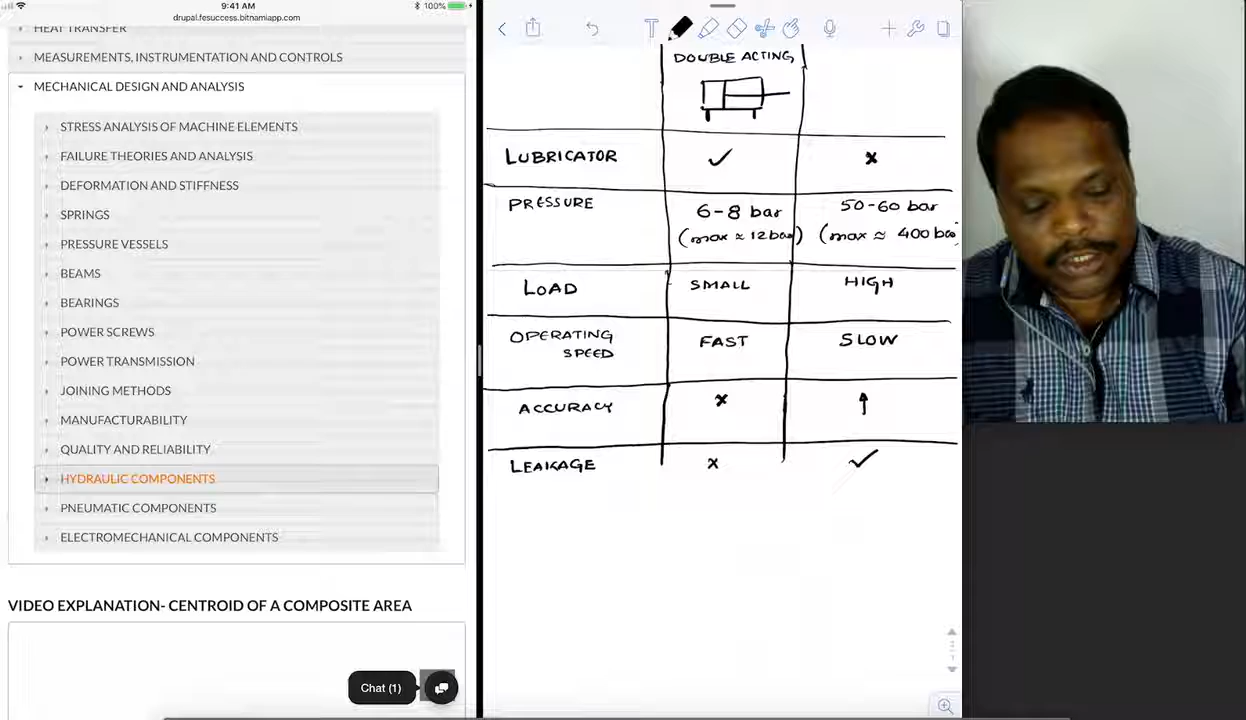 9:41 AM
100%
drupal.fesuccess.bitnamiapp.com
HEAT TRANSFER
MEASUREMENTS, INSTRUMENTATION AND CONTROLS
MECHANICAL DESIGN AND ANALYSIS
STRESS ANALYSIS OF MACHINE ELEMENTS
FAILURE THEORIES AND ANALYSIS
DEFORMATION AND STIFFNESS
SPRINGS
PRESSURE VESSELS
BEAMS
BEARINGS
POWER SCREWS
POWER TRANSMISSION
JOINING METHODS
MANUFACTURABILITY
QUALITY AND RELIABILITY
HYDRAULIC COMPONENTS
PNEUMATIC COMPONENTS
ELECTROMECHANICAL COMPONENTS
VIDEO EXPLANATION- CENTROID OF A COMPOSITE AREA
Chat (1)
DOUBLE ACTING
LUBRICATOR ✓ ×
PRESSURE 6-8 bar 50-60 bar
(max ≈ 12 bar) (max ≈ 400 bar
LOAD SMALL HIGH
OPERATING FAST SLOW
SPEED
ACCURACY × ↑
LEAKAGE × ✓